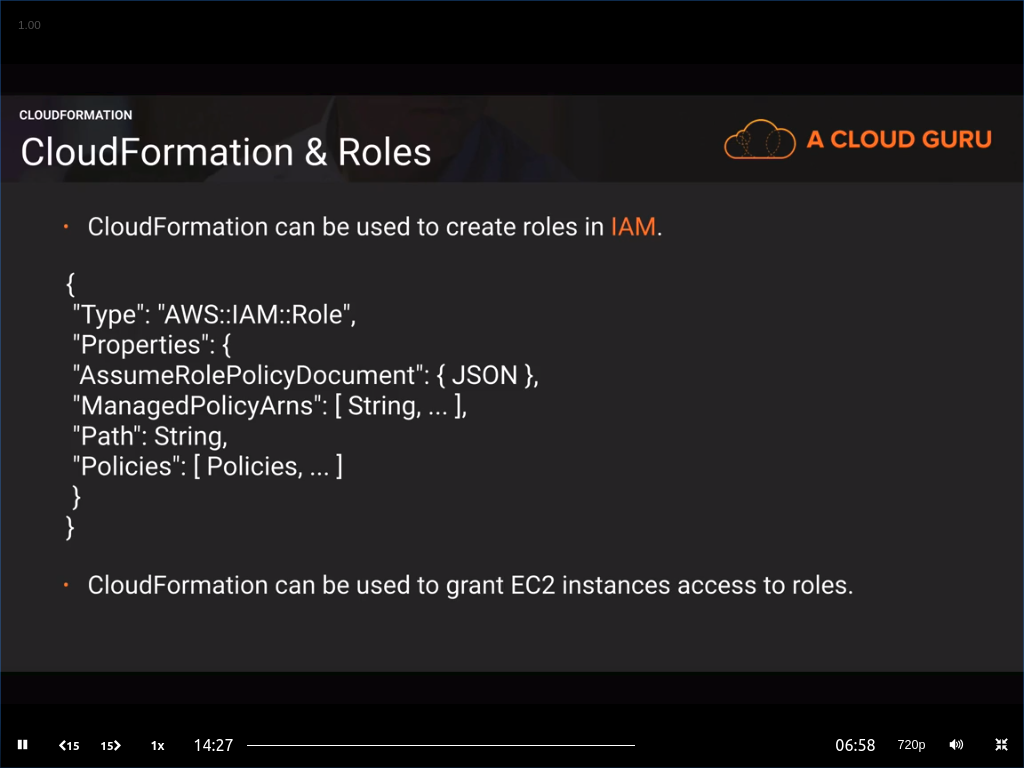 1.00
CLOUDFORMATION
CloudFormation & Roles
A CLOUD GURU
• CloudFormation can be used to create roles in IAM.
{
"Type": "AWS::IAM::Role",
"Properties": {
"AssumeRolePolicyDocument": { JSON },
"ManagedPolicyArns": [ String, ... ],
"Path": String,
"Policies": [ Policies, ... ]
}
}
• CloudFormation can be used to grant EC2 instances access to roles.
15 15 1x 14:27 06:58 720p